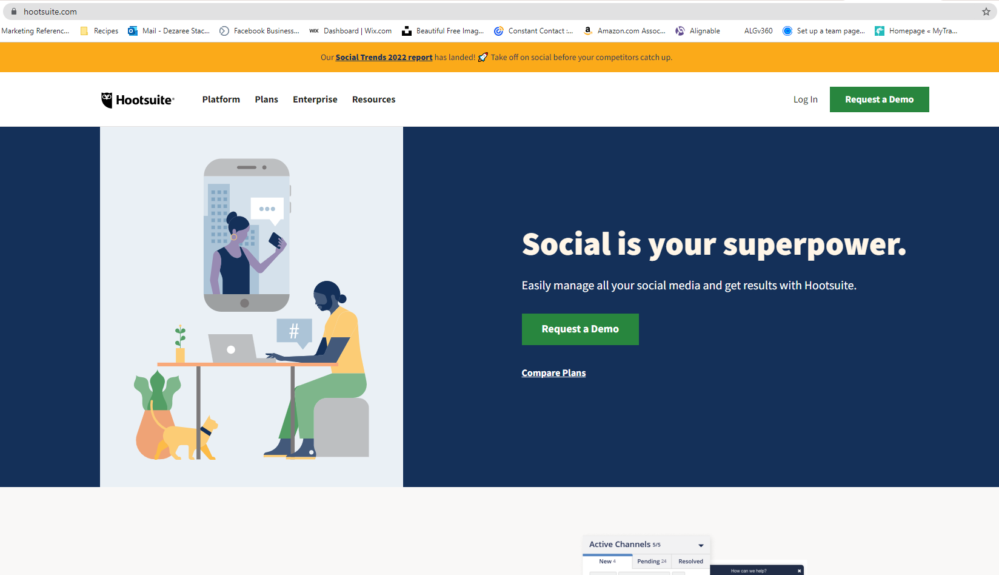 hootsuite.com
Marketing Referenc... Recipes Mail - Dezaree Stac... Facebook Business... WIX Dashboard | Wix.com Beautiful Free Imag... Constant Contact :... a Amazon.com Assoc... Alignable ALGv360 Set up a team page... Homepage « MyTra...
Our Social Trends 2022 report has landed! 🚀 Take off on social before your competitors catch up.
Hootsuite® Platform Plans Enterprise Resources Log In Request a Demo
Social is your superpower.
Easily manage all your social media and get results with Hootsuite.
#
Request a Demo
Compare Plans
Active Channels 5/5
New 4 Pending 24 Resolved
How can we help?